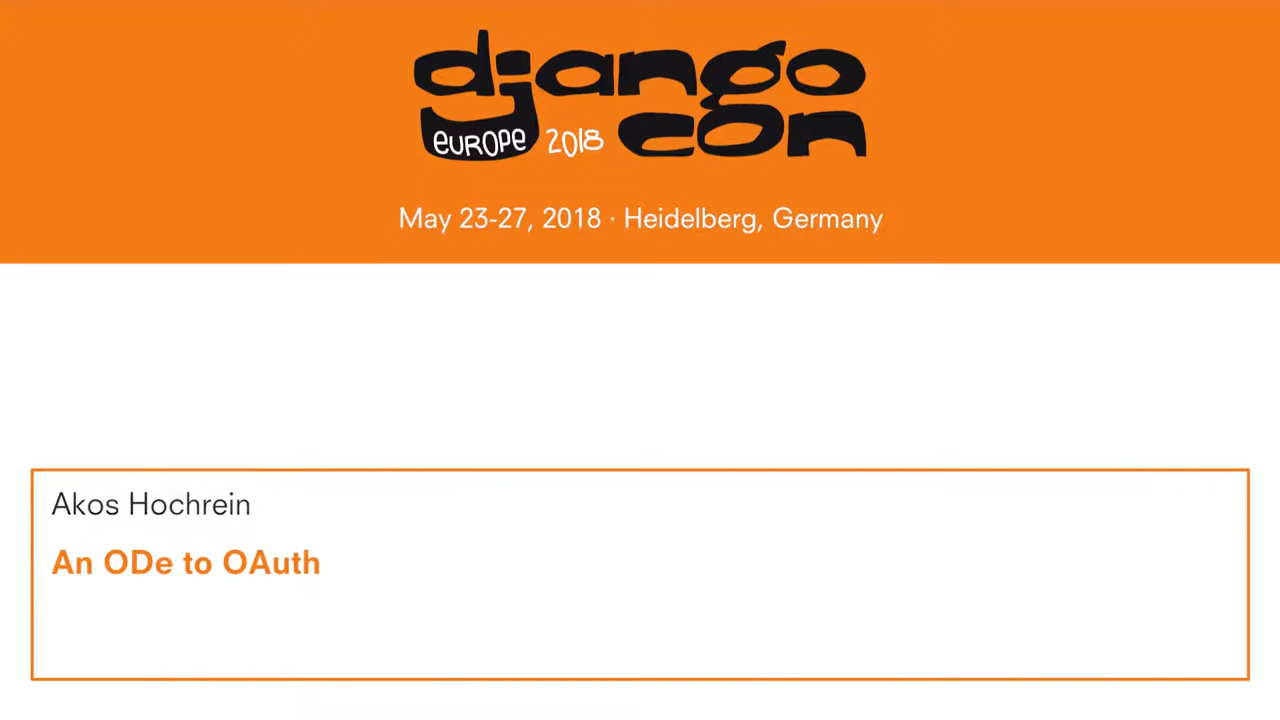 django
con
europe 2018
May 23-27, 2018 · Heidelberg, Germany
Akos Hochrein
An ODe to OAuth